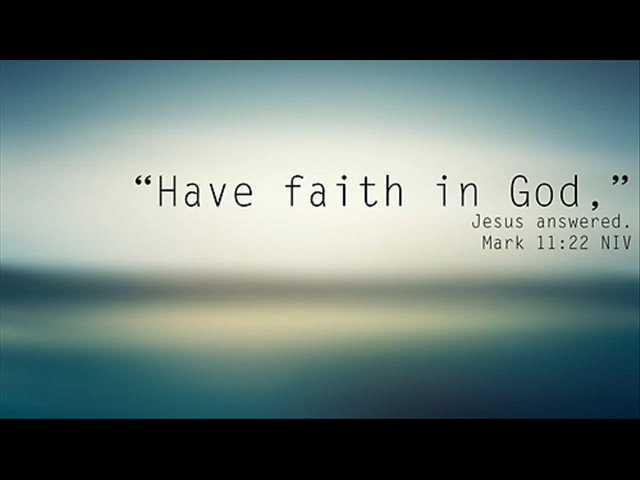 “Have faith in God,”
Jesus answered.
Mark 11:22 NIV